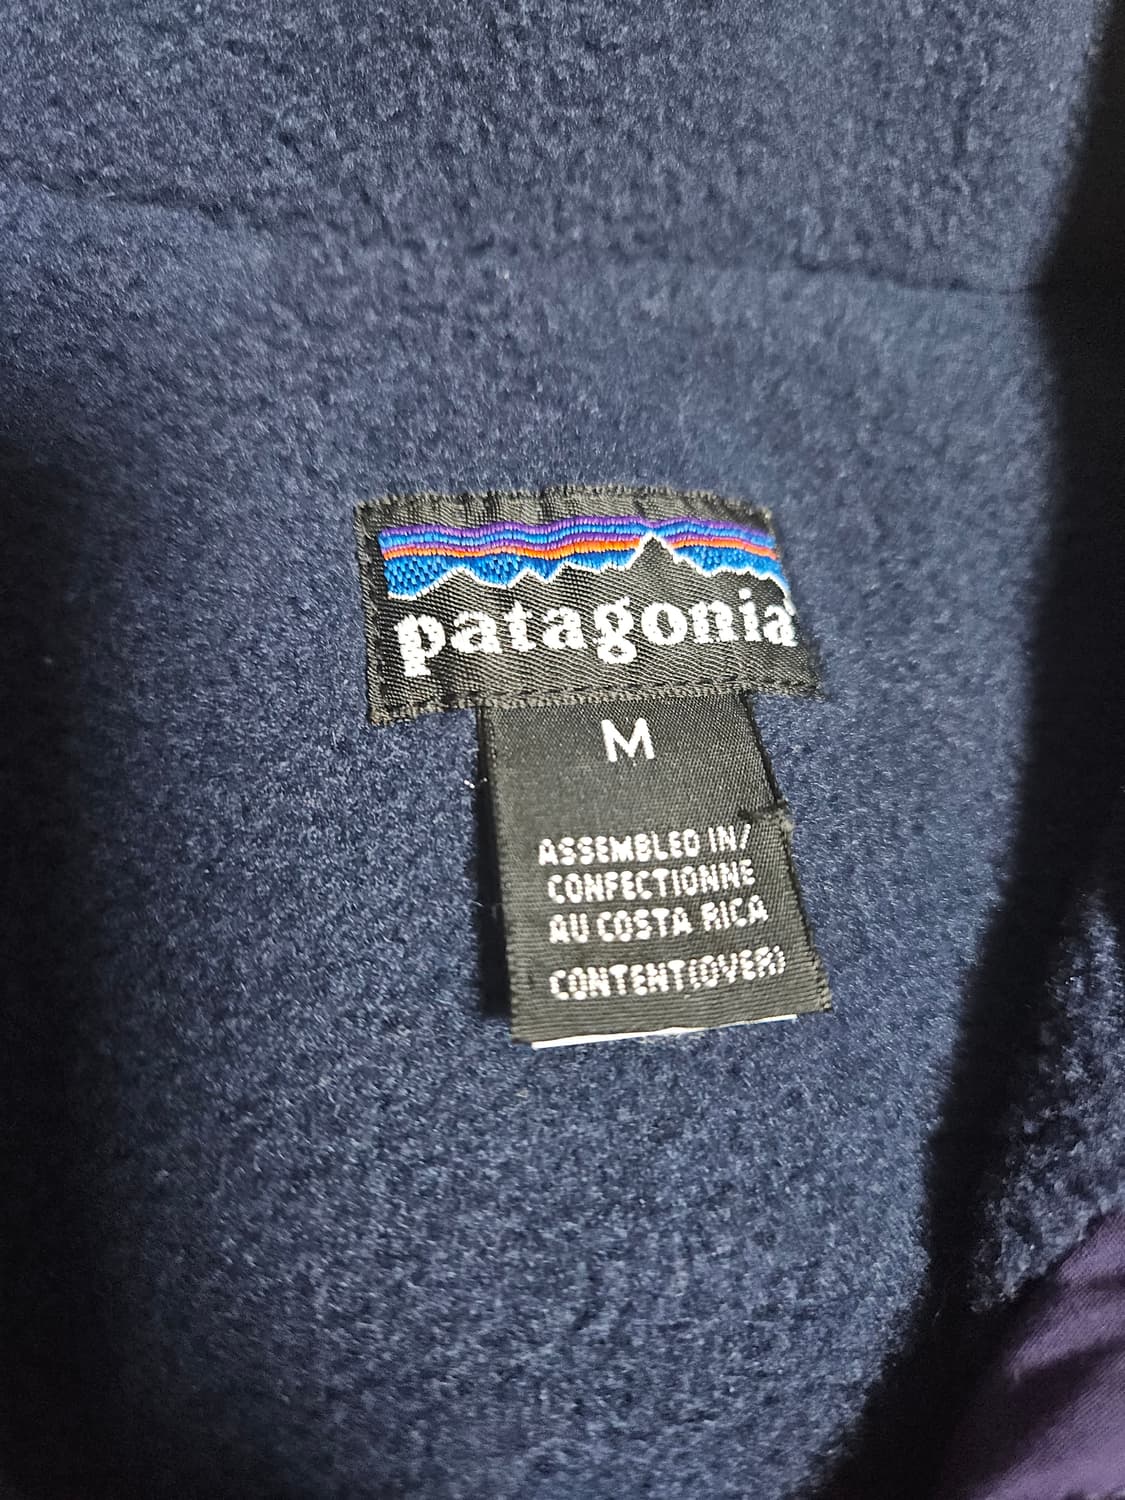 patagonia
M
ASSEMBLED IN/
CONFECTIONNE
AU COSTA RICA
CONTENT(OVER)